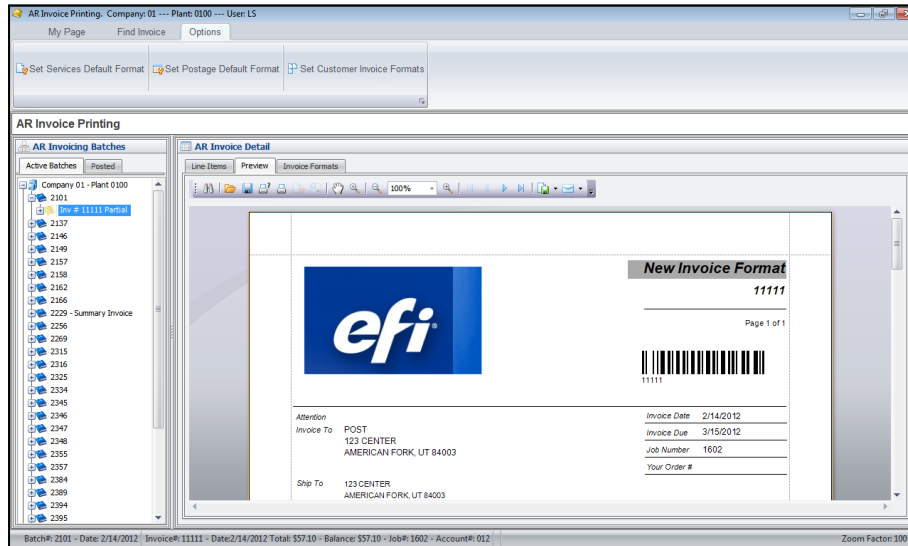 AR Invoice Printing. Company: 01 --- Plant: 0100 --- User: LS
My Page Find Invoice Options
Set Services Default Format Set Postage Default Format Set Customer Invoice Formats
AR Invoice Printing
AR Invoicing Batches
Active Batches Posted
Company 01 - Plant 0100
2101
Inv # 11111 Partial
2137
2146
2149
2157
2158
2162
2166
2229 - Summary Invoice
2256
2269
2315
2316
2325
2334
2345
2346
2347
2348
2355
2357
2384
2389
2394
2395
AR Invoice Detail
Line Items Preview Invoice Formats
100%
efi
New Invoice Format
11111
Page 1 of 1
11111
Attention
Invoice To POST
123 CENTER
AMERICAN FORK, UT 84003
Invoice Date 2/14/2012
Invoice Due 3/15/2012
Job Number 1602
Your Order #
Ship To 123 CENTER
AMERICAN FORK, UT 84003
Batch#: 2101 - Date: 2/14/2012 Invoice#: 11111 - Date:2/14/2012 Total: $57.10 - Balance: $57.10 - Job#: 1602 - Account#: 012 Zoom Factor: 100